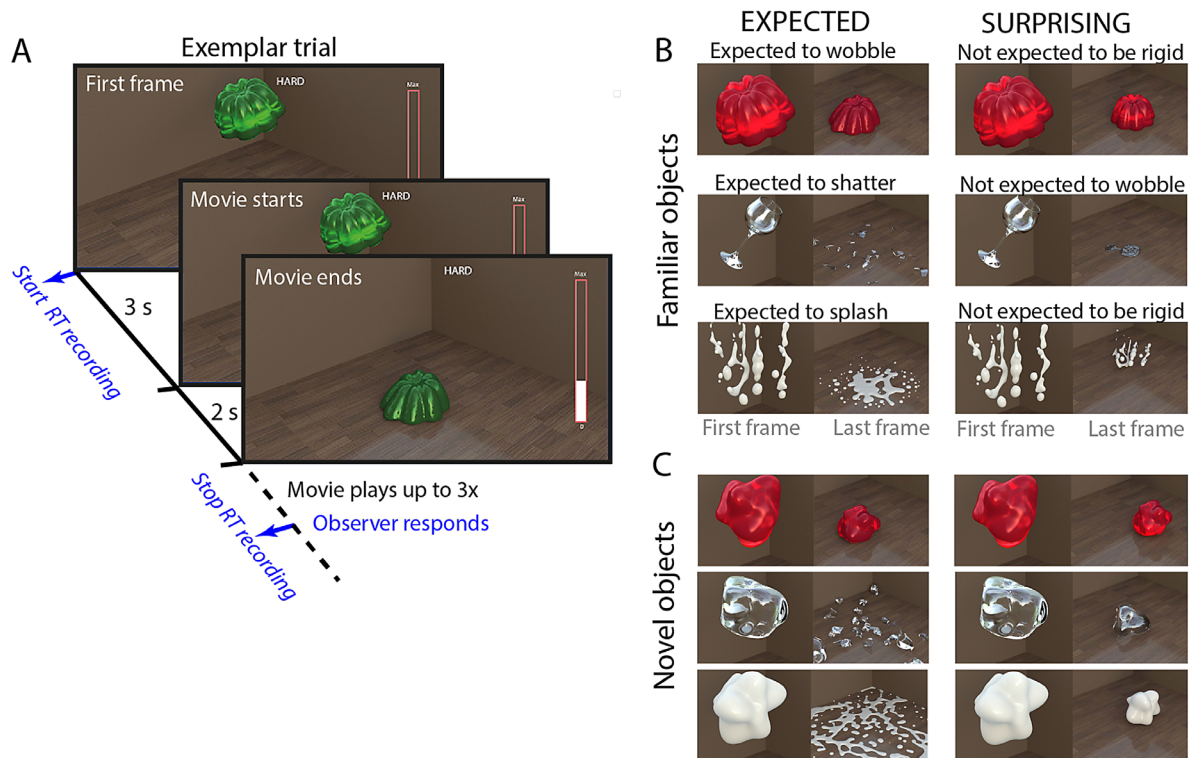 A
Exemplar trial
First frame
HARD
Max
Movie starts
HARD
Max
Movie ends
HARD
Max
0
Start RT recording
3 s
2 s
Stop RT recording
Movie plays up to 3x
Observer responds
EXPECTED
SURPRISING
B
Familiar objects
Expected to wobble
Not expected to be rigid
Expected to shatter
Not expected to wobble
Expected to splash
Not expected to be rigid
First frame
Last frame
First frame
Last frame
C
Novel objects